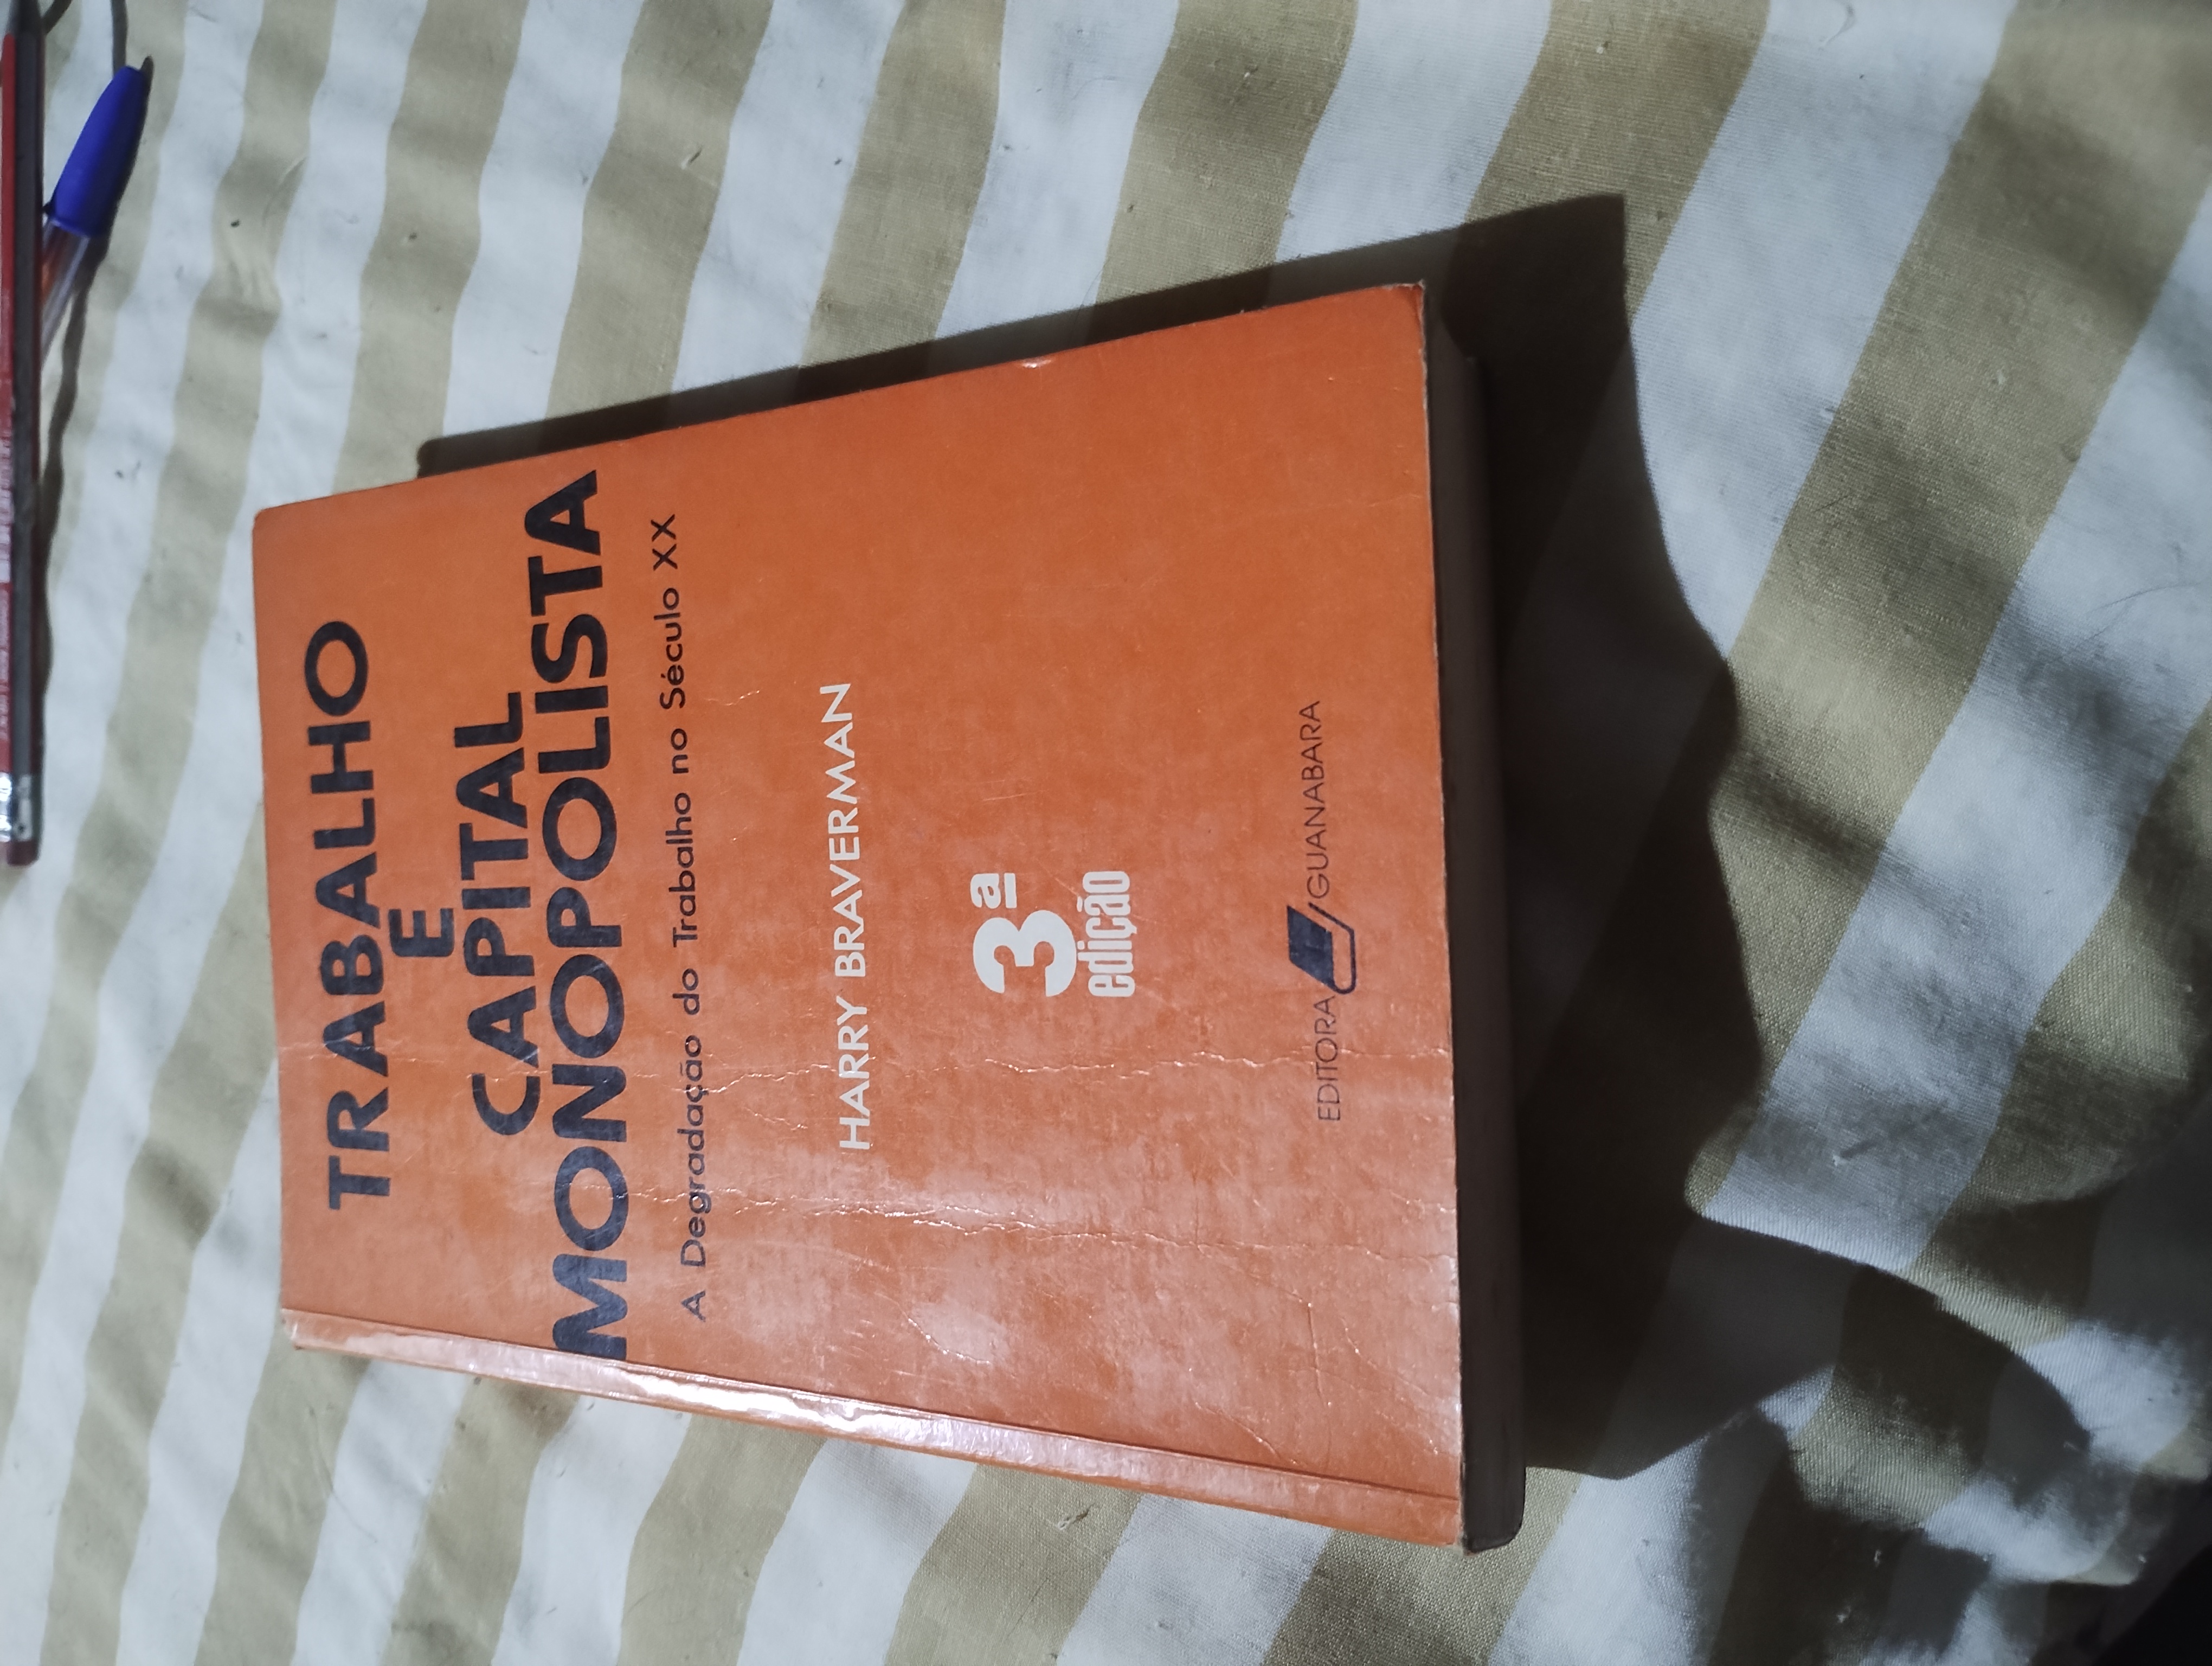 TRABALHO
E
CAPITAL
MONOPOLISTA
A Degradação do Trabalho no Século XX
HARRY BRAVERMAN
3ª
edição
EDITORA GUANABARA